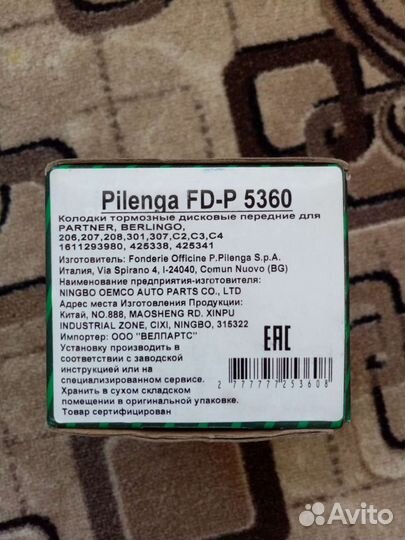 Pilenga FD-P 5360
Колодки тормозные дисковые передние для
PARTNER, BERLINGO,
206,207,208,301,307,C2,C3,C4
1611293980, 425338, 425341
Изготовитель: Fonderie Officine P.Pilenga S.p.A.
Италия, Via Spirano 4, I-24040, Comun Nuovo (BG)
Наименование предприятия-изготовителя:
NINGBO OEMCO AUTO PARTS CO., LTD
Адрес места Изготовления Продукции:
Китай, NO.888, MAOSHENG RD. XINPU
INDUSTRIAL ZONE, CIXI, NINGBO, 315322
Импортер: ООО "ВЕЛПАРТС"
Установку производить в
соответствии с заводской
инструкцией или на
специализированном сервисе.
Хранить в сухом складском
помещении в оригинальной упаковке.
Товар сертифицирован
EAC
2 777777 253608
Avito